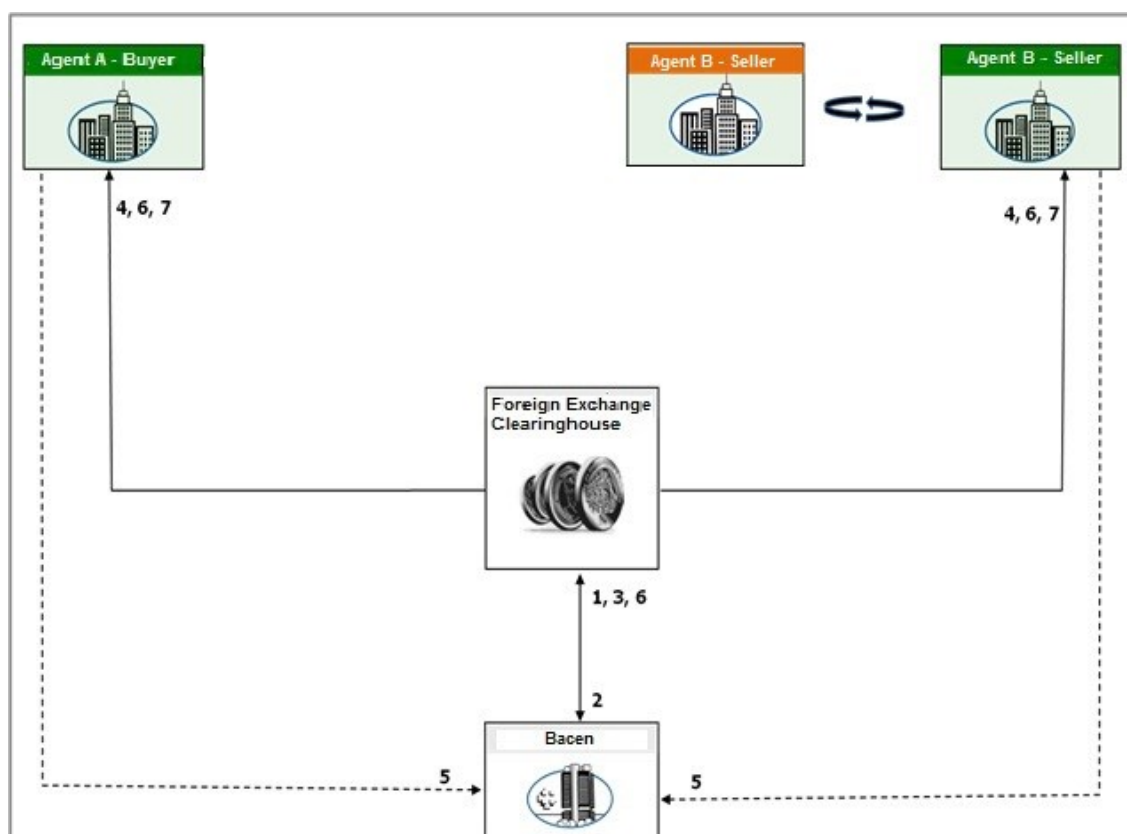 Agent A - Buyer
Agent B - Seller
Agent B - Seller
4, 6, 7
4, 6, 7
Foreign Exchange
Clearinghouse
1, 3, 6
2
Bacen
5
5